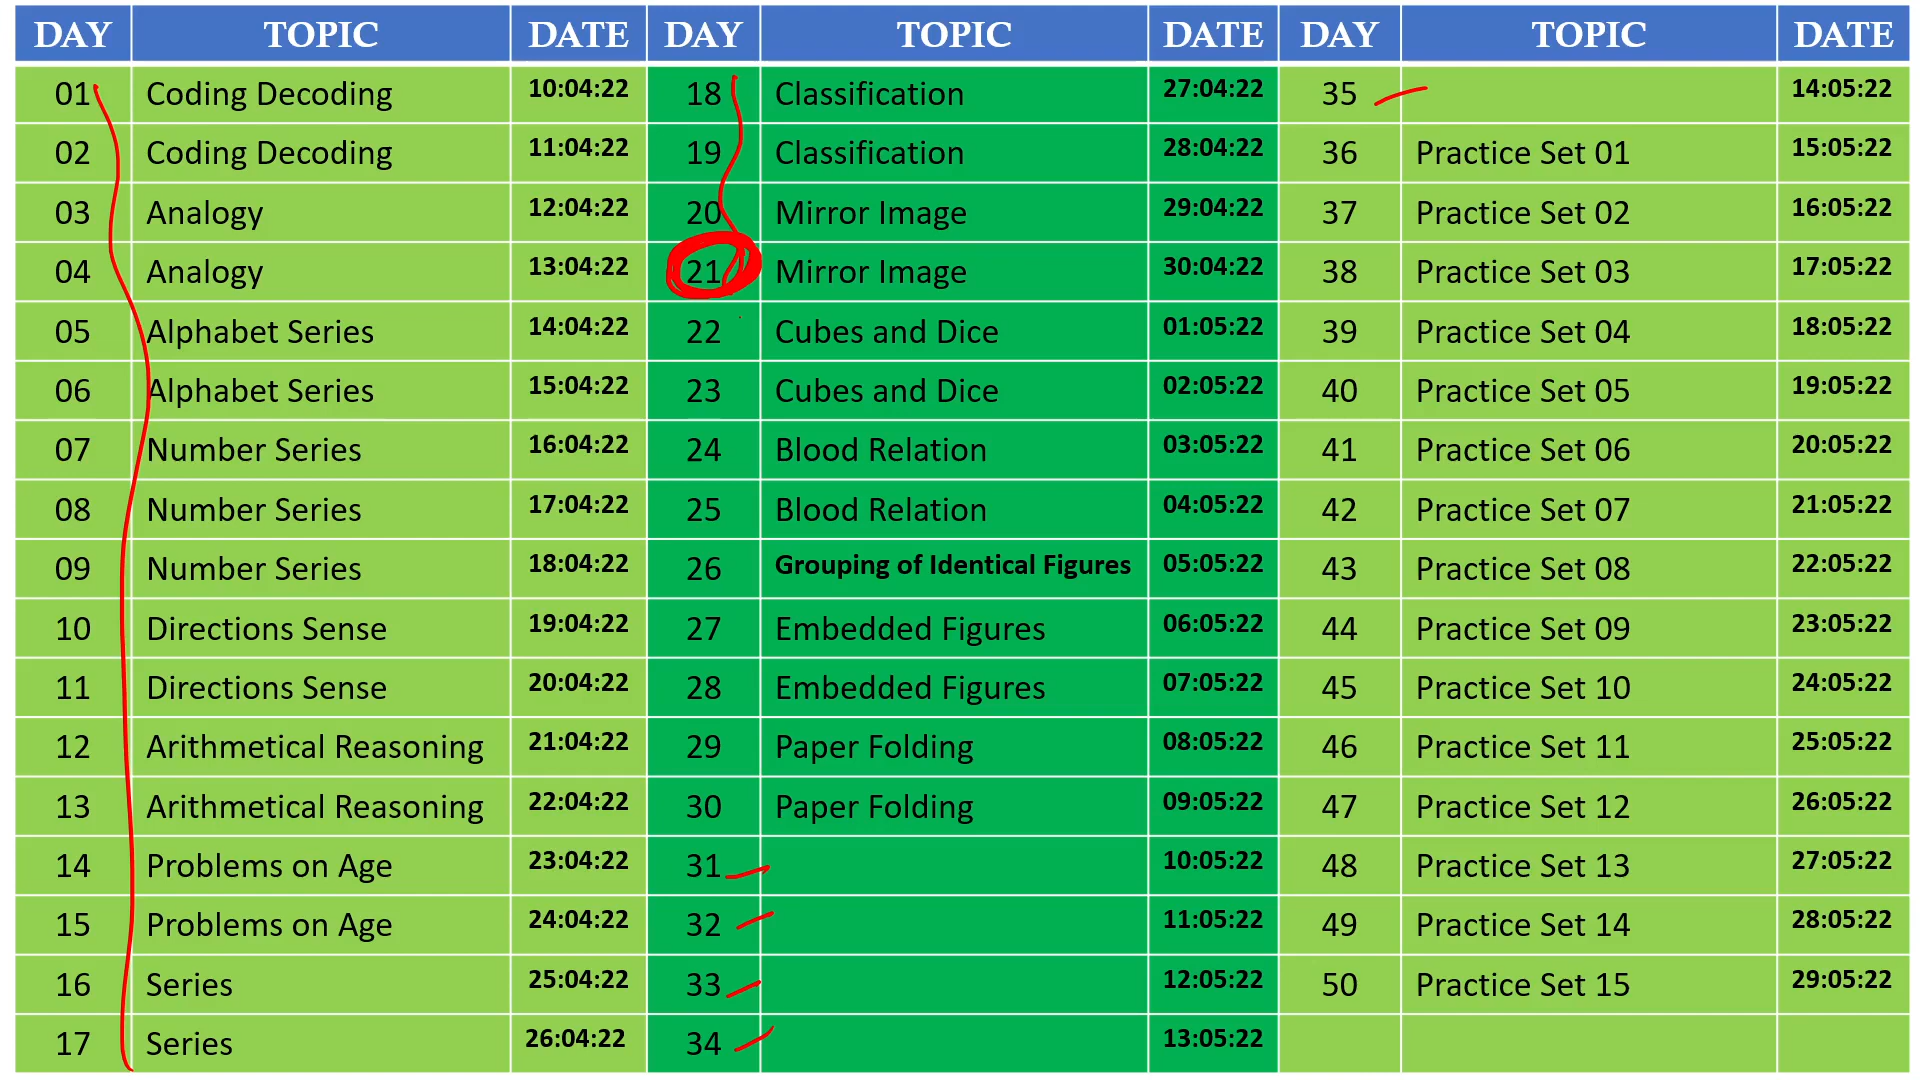 DAY TOPIC DATE DAY TOPIC DATE DAY TOPIC DATE
01 Coding Decoding 10:04:22 18 Classification 27:04:22 35 14:05:22
02 Coding Decoding 11:04:22 19 Classification 28:04:22 36 Practice Set 01 15:05:22
03 Analogy 12:04:22 20 Mirror Image 29:04:22 37 Practice Set 02 16:05:22
04 Analogy 13:04:22 21 Mirror Image 30:04:22 38 Practice Set 03 17:05:22
05 Alphabet Series 14:04:22 22 Cubes and Dice 01:05:22 39 Practice Set 04 18:05:22
06 Alphabet Series 15:04:22 23 Cubes and Dice 02:05:22 40 Practice Set 05 19:05:22
07 Number Series 16:04:22 24 Blood Relation 03:05:22 41 Practice Set 06 20:05:22
08 Number Series 17:04:22 25 Blood Relation 04:05:22 42 Practice Set 07 21:05:22
09 Number Series 18:04:22 26 Grouping of Identical Figures 05:05:22 43 Practice Set 08 22:05:22
10 Directions Sense 19:04:22 27 Embedded Figures 06:05:22 44 Practice Set 09 23:05:22
11 Directions Sense 20:04:22 28 Embedded Figures 07:05:22 45 Practice Set 10 24:05:22
12 Arithmetical Reasoning 21:04:22 29 Paper Folding 08:05:22 46 Practice Set 11 25:05:22
13 Arithmetical Reasoning 22:04:22 30 Paper Folding 09:05:22 47 Practice Set 12 26:05:22
14 Problems on Age 23:04:22 31 10:05:22 48 Practice Set 13 27:05:22
15 Problems on Age 24:04:22 32 11:05:22 49 Practice Set 14 28:05:22
16 Series 25:04:22 33 12:05:22 50 Practice Set 15 29:05:22
17 Series 26:04:22 34 13:05:22